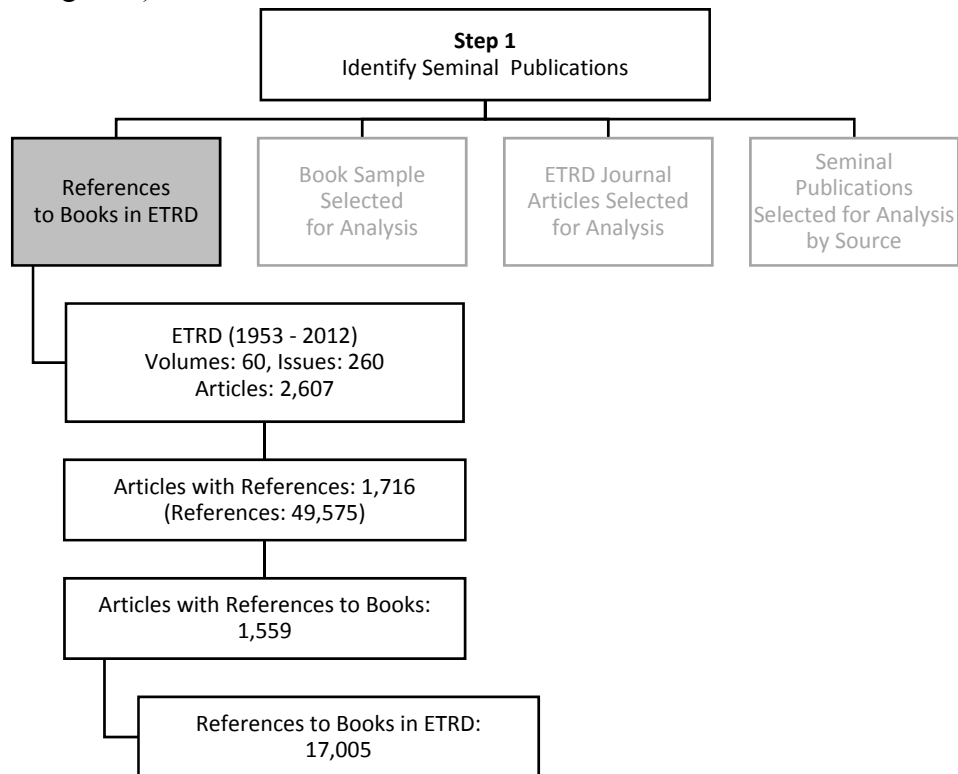 Step 1
Identify Seminal Publications
References
to Books in ETRD
Book Sample
Selected
for Analysis
ETRD Journal
Articles Selected
for Analysis
Seminal
Publications
Selected for Analysis
by Source
ETRD (1953 - 2012)
Volumes: 60, Issues: 260
Articles: 2,607
Articles with References: 1,716
(References: 49,575)
Articles with References to Books:
1,559
References to Books in ETRD:
17,005